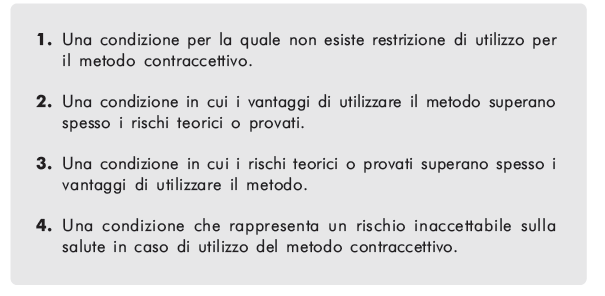 1. Una condizione per la quale non esiste restrizione di utilizzo per
il metodo contraccettivo.
2. Una condizione in cui i vantaggi di utilizzare il metodo superano
spesso i rischi teorici o provati.
3. Una condizione in cui i rischi teorici o provati superano spesso i
vantaggi di utilizzare il metodo.
4. Una condizione che rappresenta un rischio inaccettabile sulla
salute in caso di utilizzo del metodo contraccettivo.